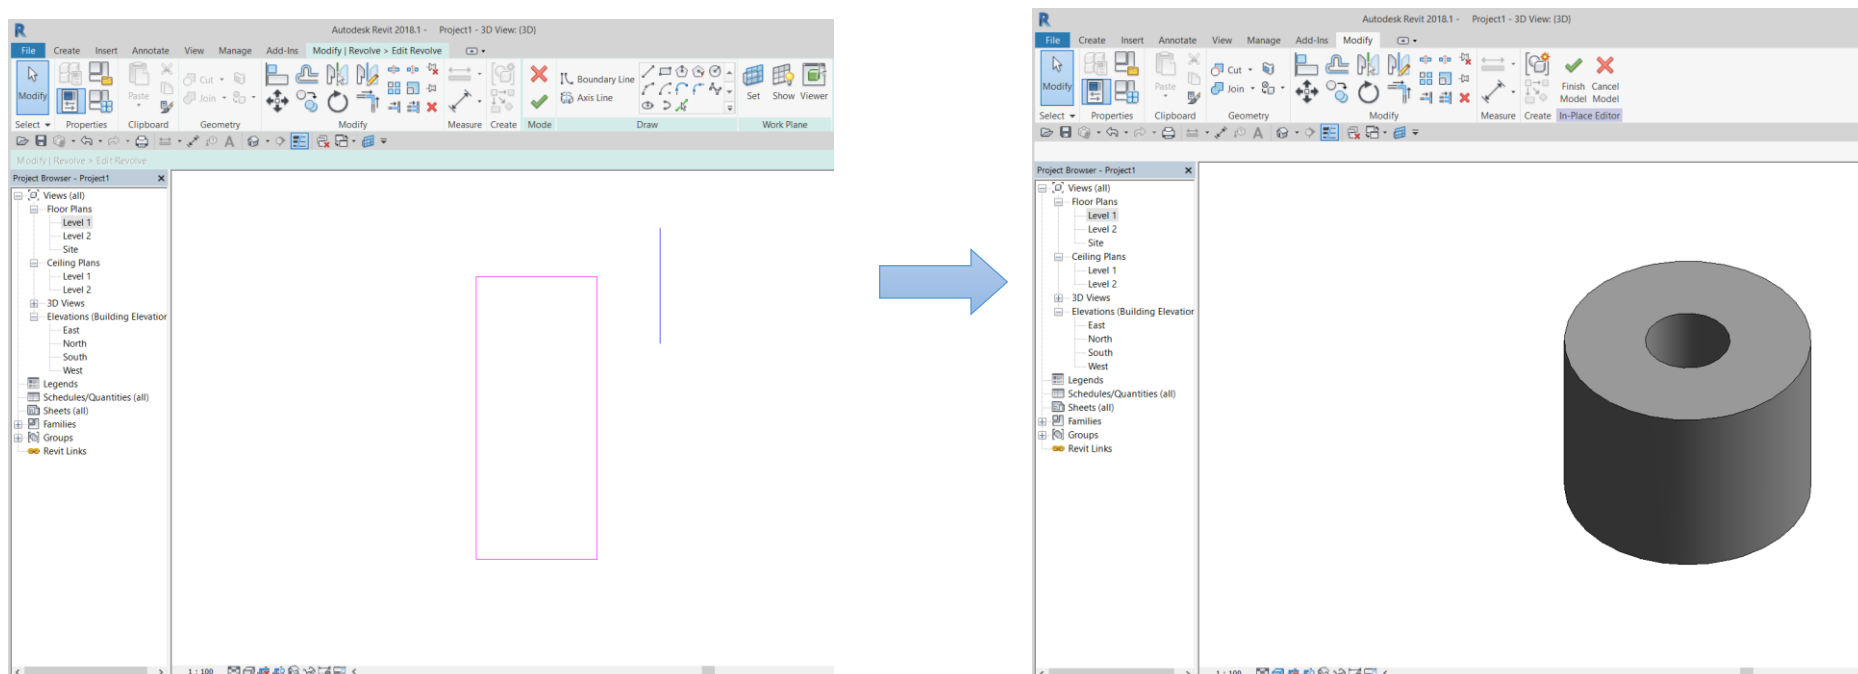 Autodesk Revit 2018.1 - Project1 - 3D View: {3D}
File Create Insert Annotate View Manage Add-Ins Modify | Revolve > Edit Revolve
Cut
Boundary Line
Modify Paste Join Axis Line Set Show Viewer
Select Properties Clipboard Geometry Modify Measure Create Mode Draw Work Plane
Modify | Revolve > Edit Revolve
Project Browser - Project1
Views (all)
Floor Plans
Level 1
Level 2
Site
Ceiling Plans
Level 1
Level 2
3D Views
Elevations (Building Elevation
East
North
South
West
Legends
Schedules/Quantities (all)
Sheets (all)
Families
Groups
Revit Links
1 : 100
Autodesk Revit 2018.1 - Project1 - 3D View: {3D}
File Create Insert Annotate View Manage Add-Ins Modify
Cut
Modify Paste Join Finish Cancel
Model Model
Select Properties Clipboard Geometry Modify Measure Create In-Place Editor
Project Browser - Project1
Views (all)
Floor Plans
Level 1
Level 2
Site
Ceiling Plans
Level 1
Level 2
3D Views
Elevations (Building Elevation
East
North
South
West
Legends
Schedules/Quantities (all)
Sheets (all)
Families
Groups
Revit Links
1 : 100